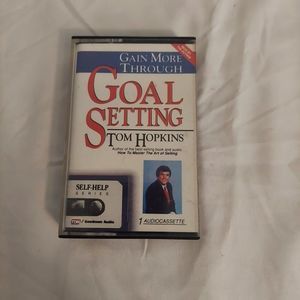 GAIN MORE
THROUGH
GOAL
SETTING
TOM HOPKINS
Author of the best selling book and audio
How To Master The Art of Selling
SELF-HELP
SERIES
1 AUDIOCASSETTE